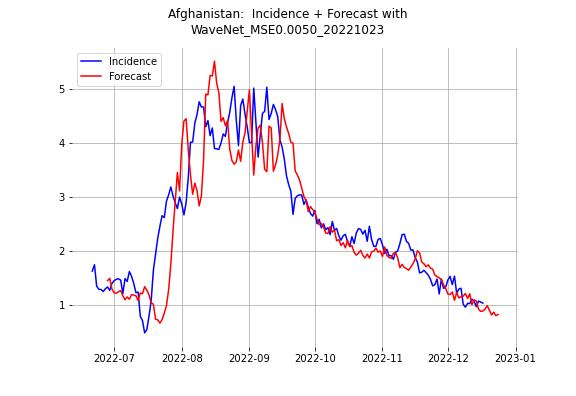 Afghanistan:  Incidence + Forecast with
WaveNet_MSE0.0050_20221023
Incidence
Forecast
5
4
3
2
1
2022-07 2022-08 2022-09 2022-10 2022-11 2022-12 2023-01